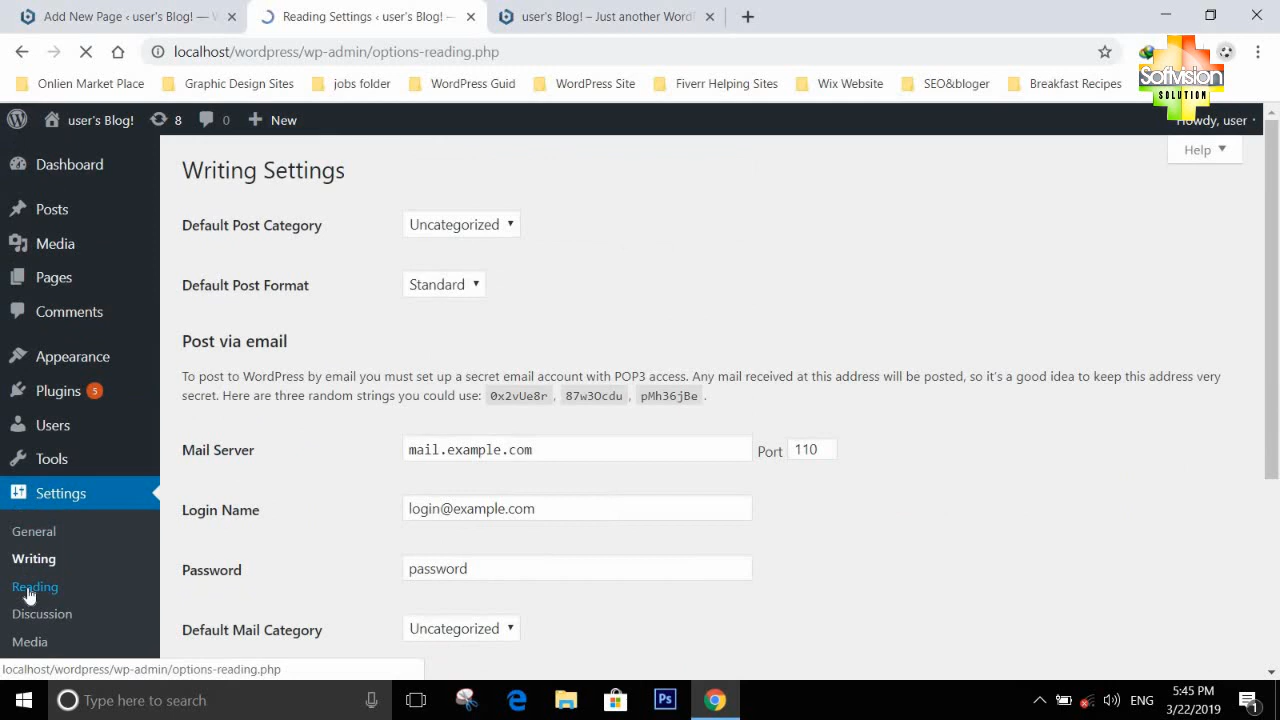 Add New Page ‹ user's Blog! — W
Reading Settings ‹ user's Blog! —
user's Blog! – Just another WordP
localhost/wordpress/wp-admin/options-reading.php
Onlien Market Place
Graphic Design Sites
jobs folder
WordPress Guid
WordPress Site
Fiverr Helping Sites
Wix Website
SEO&bloger
Breakfast Recipes
Softvision
SOLUTION
user's Blog!
8
0
New
Howdy, user
Help
Dashboard
Posts
Media
Pages
Comments
Appearance
Plugins 5
Users
Tools
Settings
General
Writing
Reading
Discussion
Media
Writing Settings
Default Post Category
Uncategorized
Default Post Format
Standard
Post via email
To post to WordPress by email you must set up a secret email account with POP3 access. Any mail received at this address will be posted, so it's a good idea to keep this address very
secret. Here are three random strings you could use: 0x2vUe8r , 87w3Ocdu , pMh36jBe .
Mail Server
mail.example.com
Port 110
Login Name
login@example.com
Password
password
Default Mail Category
Uncategorized
localhost/wordpress/wp-admin/options-reading.php
Type here to search
Ps
ENG
5:45 PM
3/22/2019
1